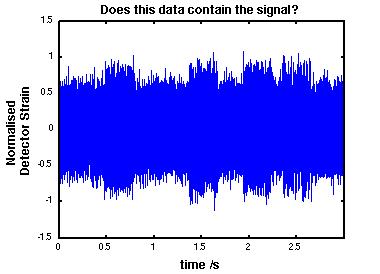 Does this data contain the signal?
1.5
1
0.5
0
-0.5
-1
-1.5
Normalised
Detector Strain
0 0.5 1 1.5 2 2.5
time /s